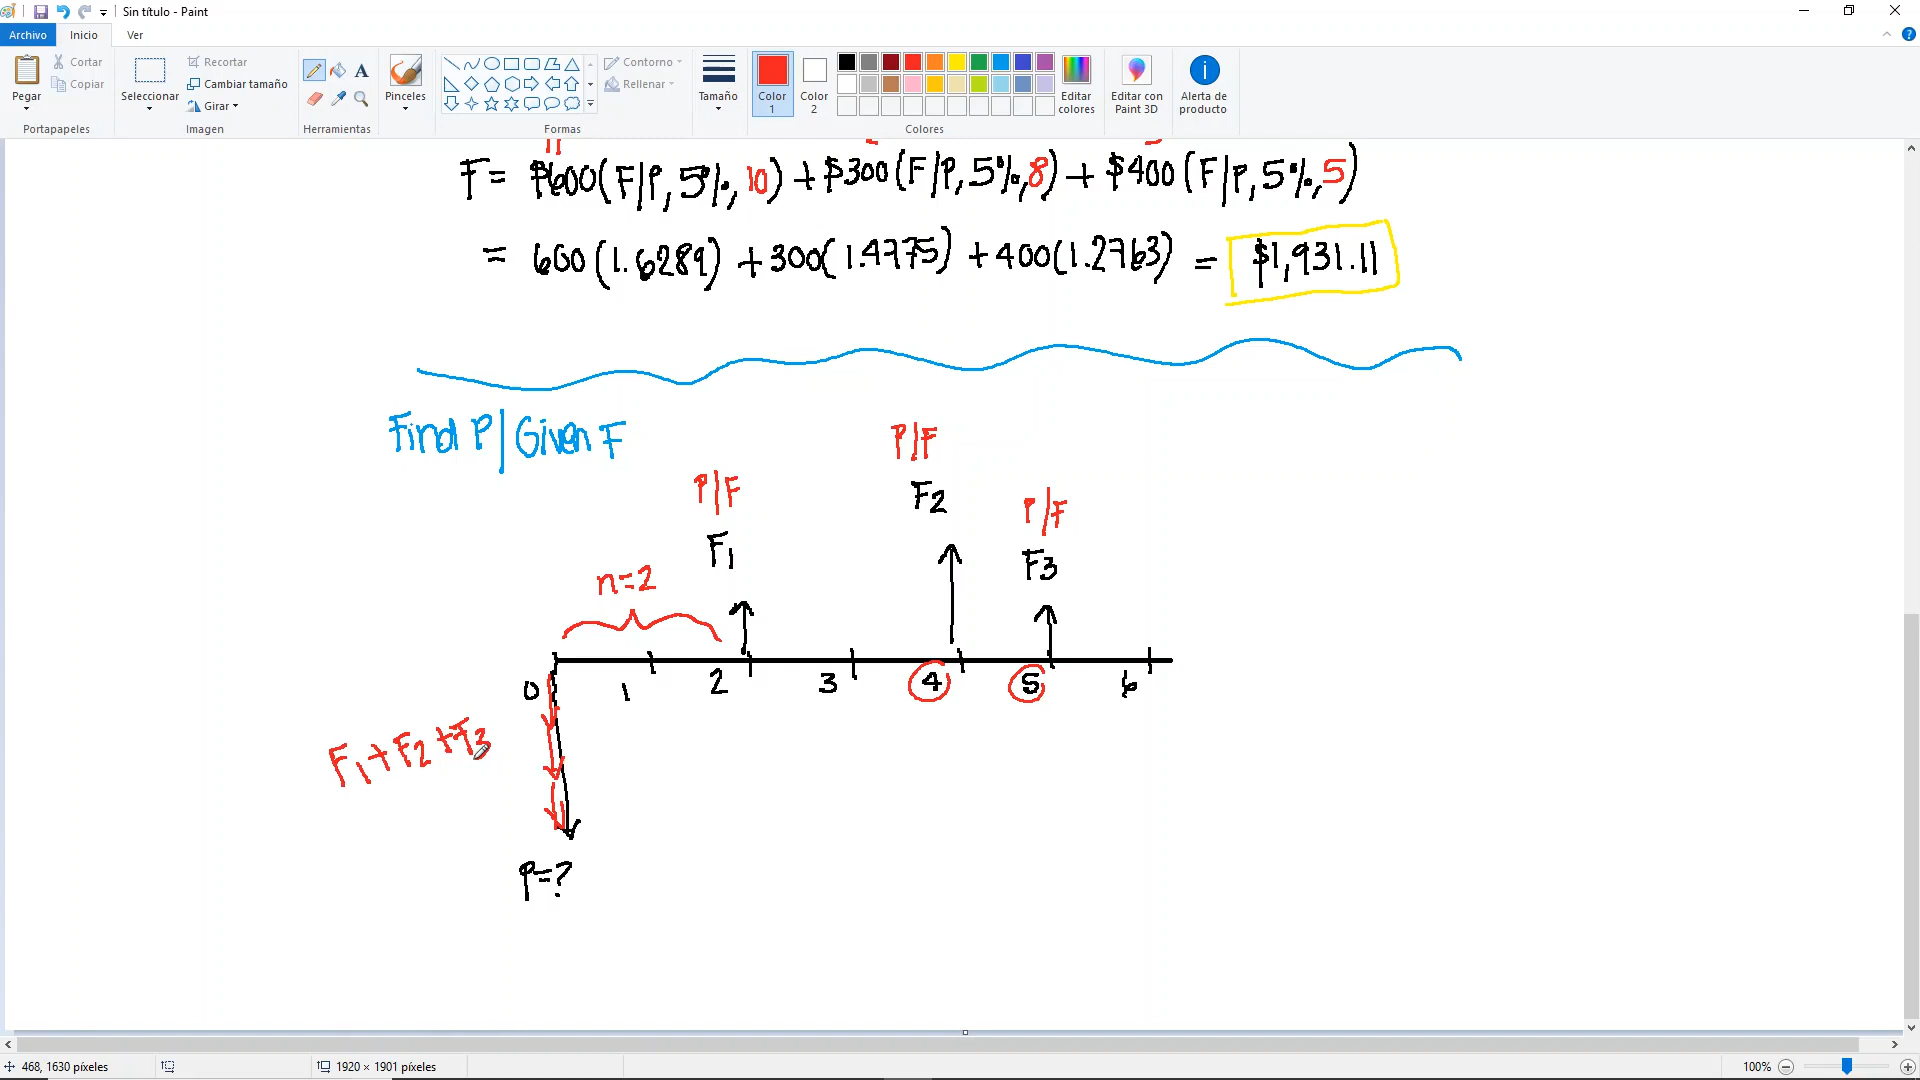 Sin título - Paint
Archivo Inicio Ver
Pegar
Cortar
Copiar
Portapapeles
Seleccionar
Recortar
Cambiar tamaño
Girar
Imagen
Herramientas
Pinceles
Contorno
Rellenar
Formas
Tamaño
Color 1
Color 2
Editar colores
Colores
Editar con Paint 3D
Alerta de producto
F = $600(F|P, 5%, 10) + $300(F|P, 5%, 8) + $400(F|P, 5%, 5)
= 600(1.6289) + 300(1.4775) + 400(1.2763) = $1,931.11
Find P|Given F
P|F
P|F
F2
P|F
F1
F3
n=2
0 1 2 3 4 5 6
F1+F2+F3
P=?
468, 1630 píxeles
1920 × 1901 píxeles
100%